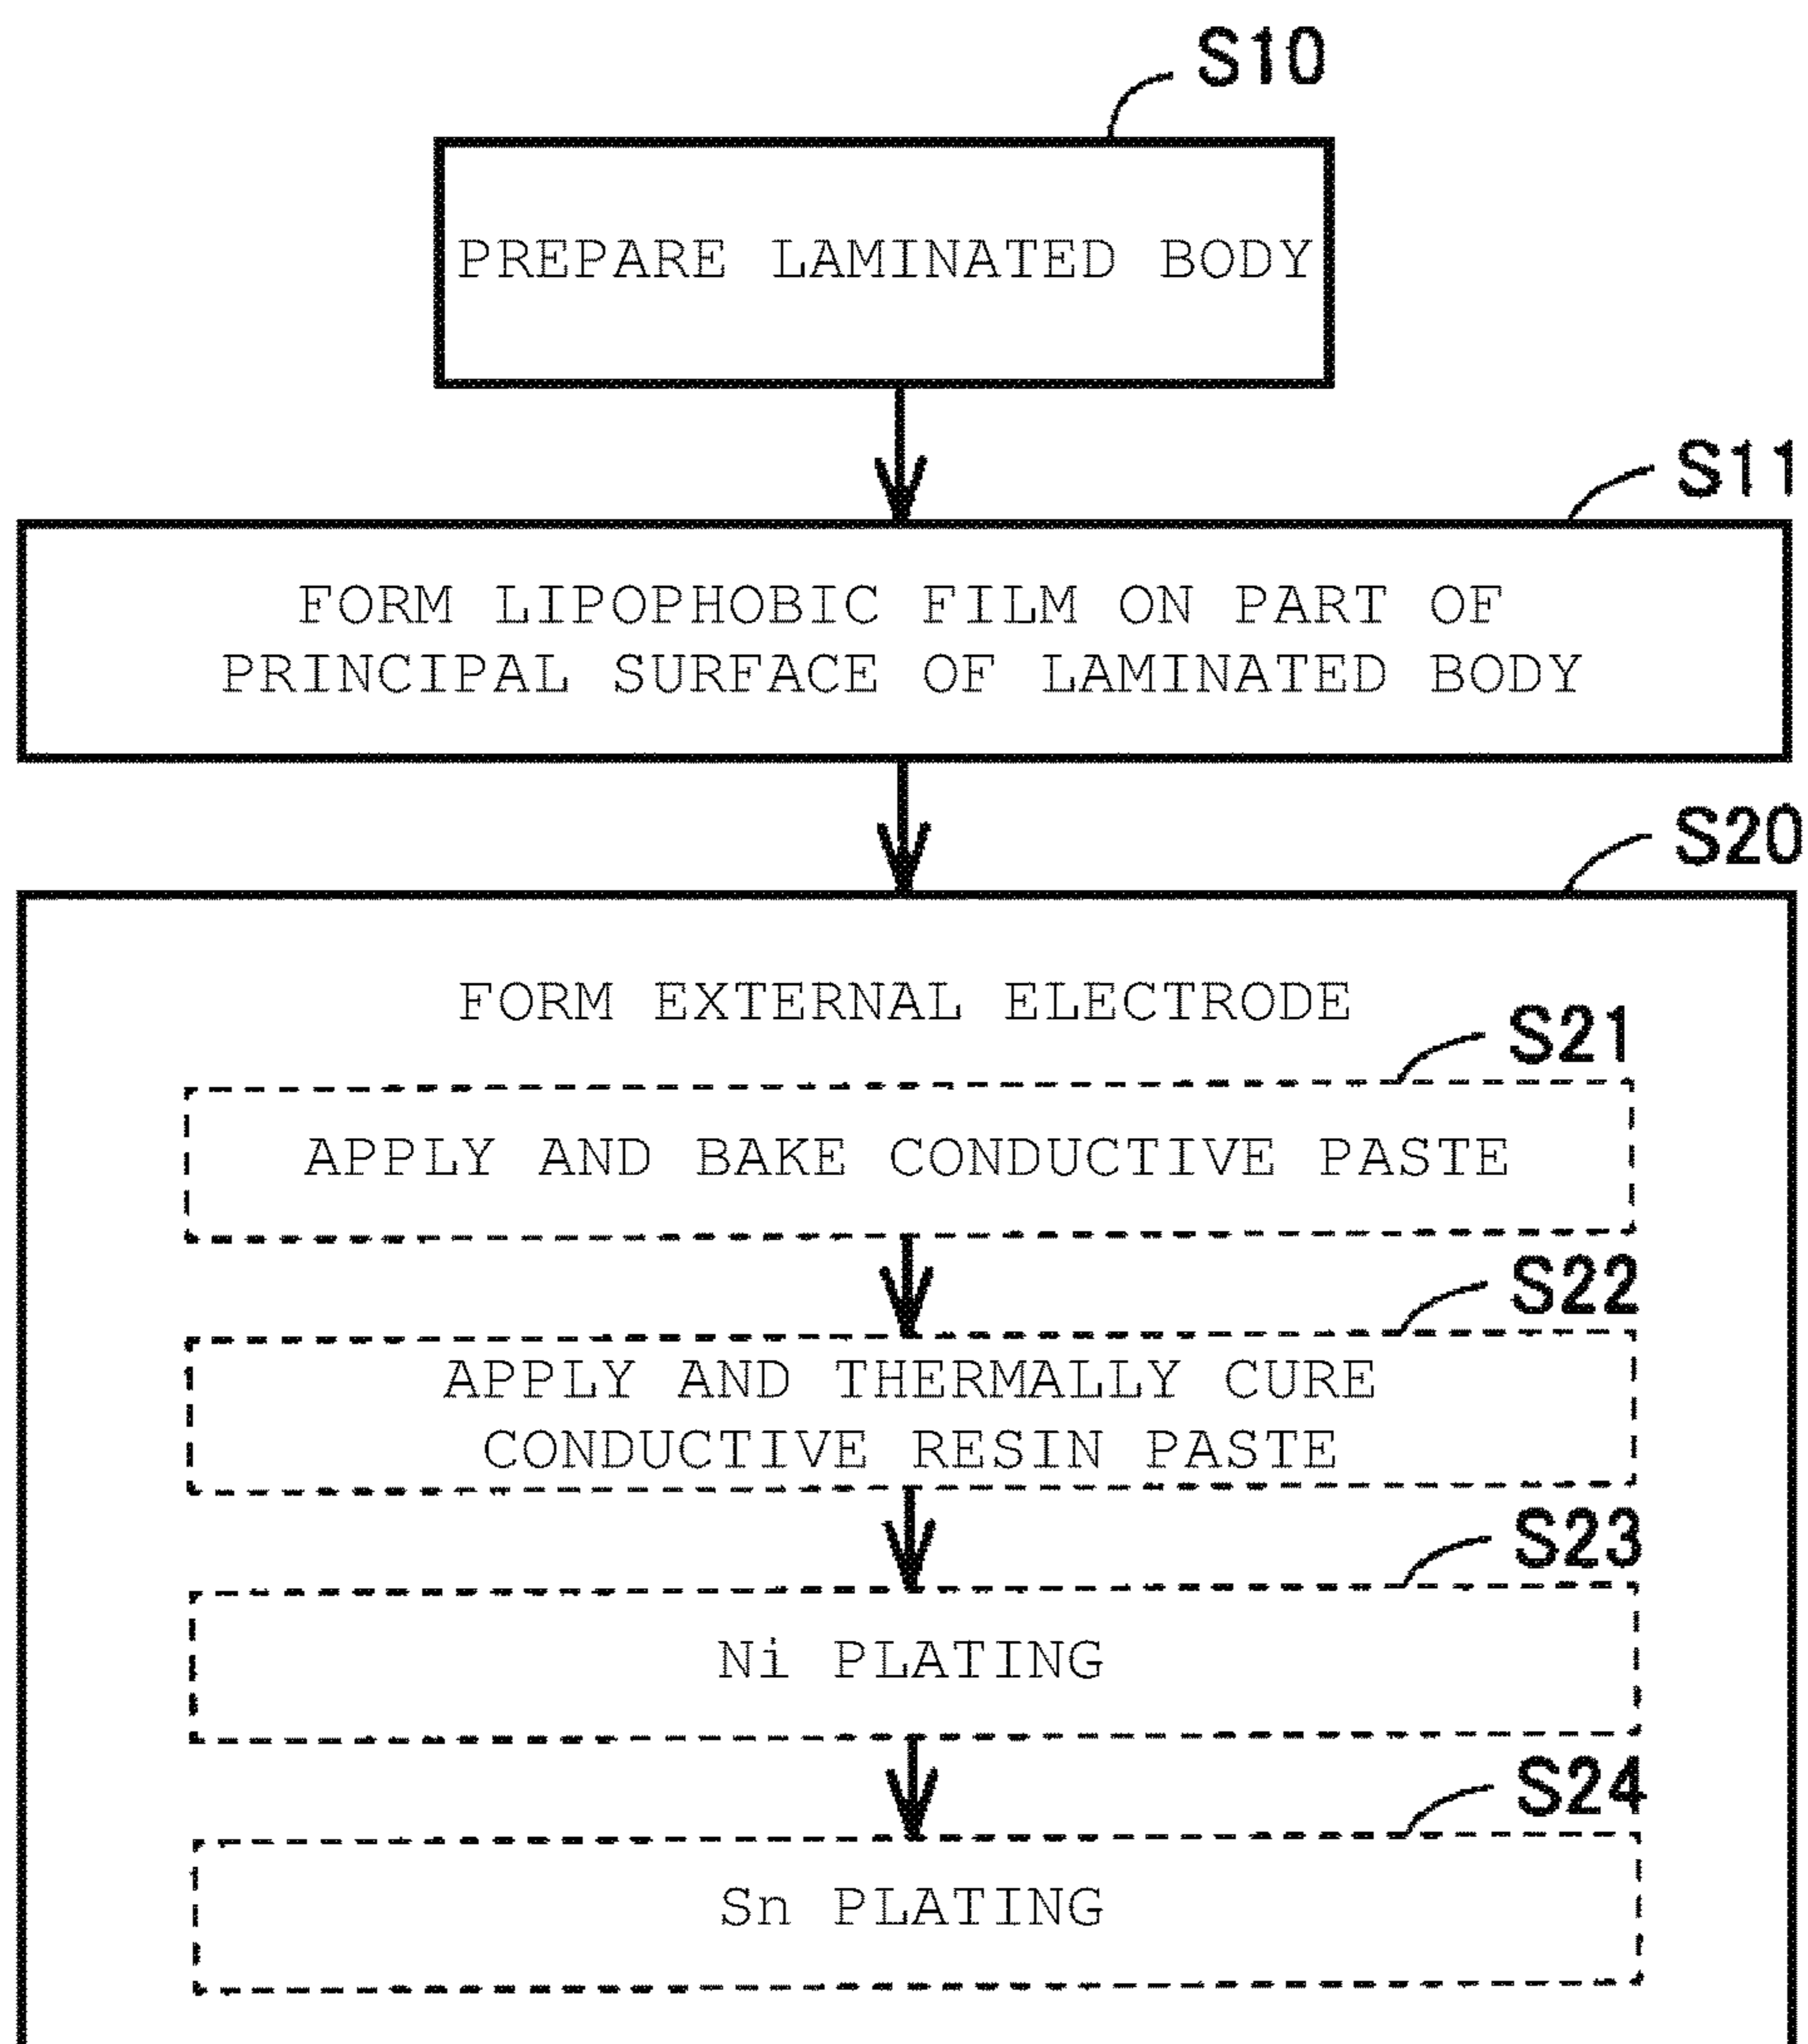 S10
PREPARE LAMINATED BODY
S11
FORM LIPOPHOBIC FILM ON PART OF
PRINCIPAL SURFACE OF LAMINATED BODY
S20
FORM EXTERNAL ELECTRODE
S21
APPLY AND BAKE CONDUCTIVE PASTE
S22
APPLY AND THERMALLY CURE
CONDUCTIVE RESIN PASTE
S23
Ni PLATING
S24
Sn PLATING